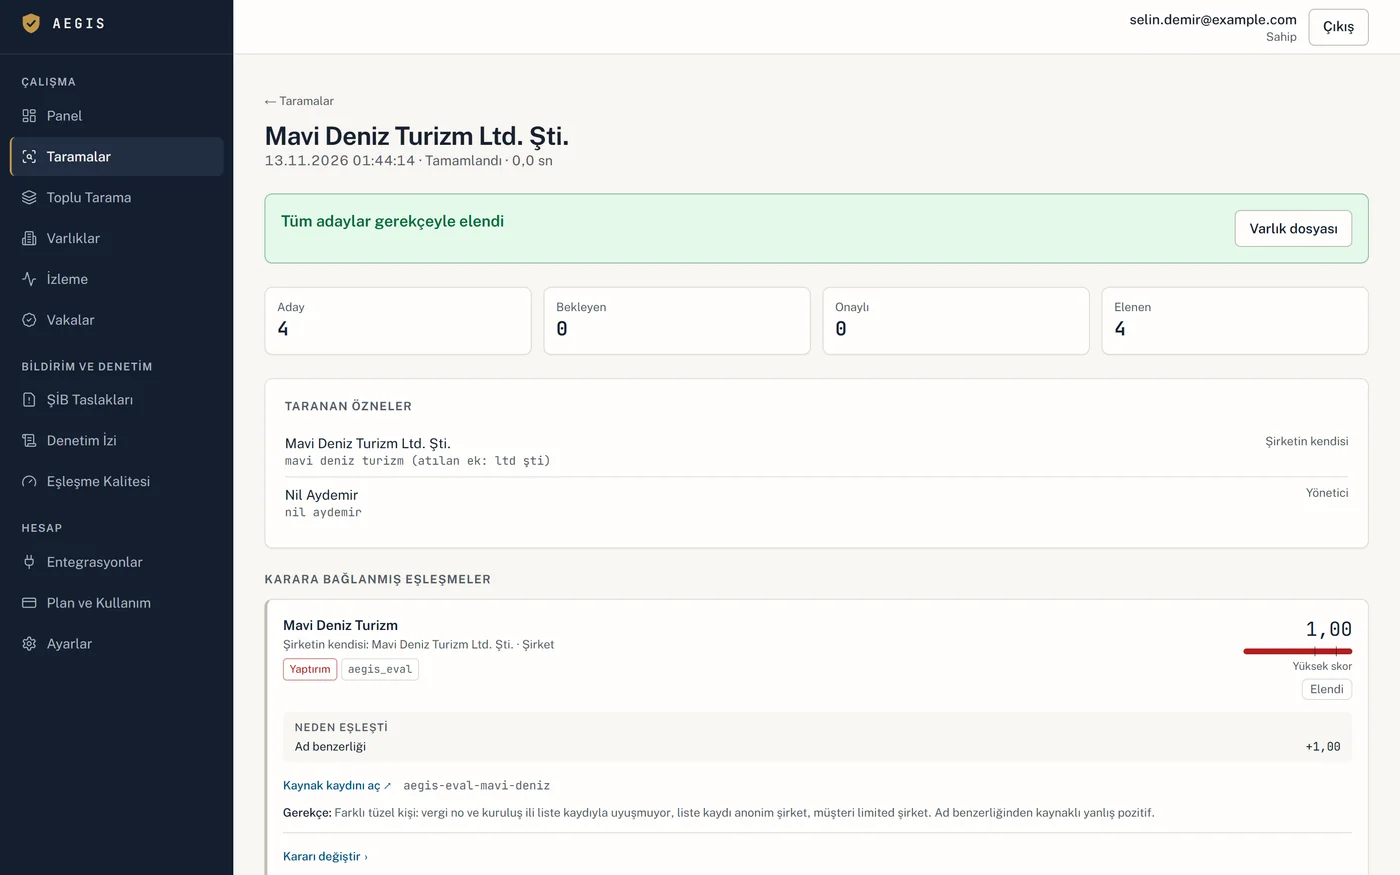 AEGIS
selin.demir@example.com
Sahip
Çıkış
ÇALIŞMA
Panel
Taramalar
Toplu Tarama
Varlıklar
İzleme
Vakalar
BİLDİRİM VE DENETİM
ŞİB Taslakları
Denetim İzi
Eşleşme Kalitesi
HESAP
Entegrasyonlar
Plan ve Kullanım
Ayarlar
← Taramalar
Mavi Deniz Turizm Ltd. Şti.
13.11.2026 01:44:14 · Tamamlandı · 0,0 sn
Tüm adaylar gerekçeyle elendi
Varlık dosyası
Aday
4
Bekleyen
0
Onaylı
0
Elenen
4
TARANAN ÖZNELER
Mavi Deniz Turizm Ltd. Şti.
Şirketin kendisi
mavi deniz turizm (atılan ek: ltd şti)
Nil Aydemir
Yönetici
nil aydemir
KARARA BAĞLANMIŞ EŞLEŞMELER
Mavi Deniz Turizm
1,00
Şirketin kendisi: Mavi Deniz Turizm Ltd. Şti. · Şirket
Yüksek skor
Yaptırım aegis_eval
Elendi
NEDEN EŞLEŞTİ
Ad benzerliği +1,00
Kaynak kaydını aç ↗ aegis-eval-mavi-deniz
Gerekçe: Farklı tüzel kişi: vergi no ve kuruluş ili liste kaydıyla uyuşmuyor, liste kaydı anonim şirket, müşteri limited şirket. Ad benzerliğinden kaynaklı yanlış pozitif.
Kararı değiştir ›